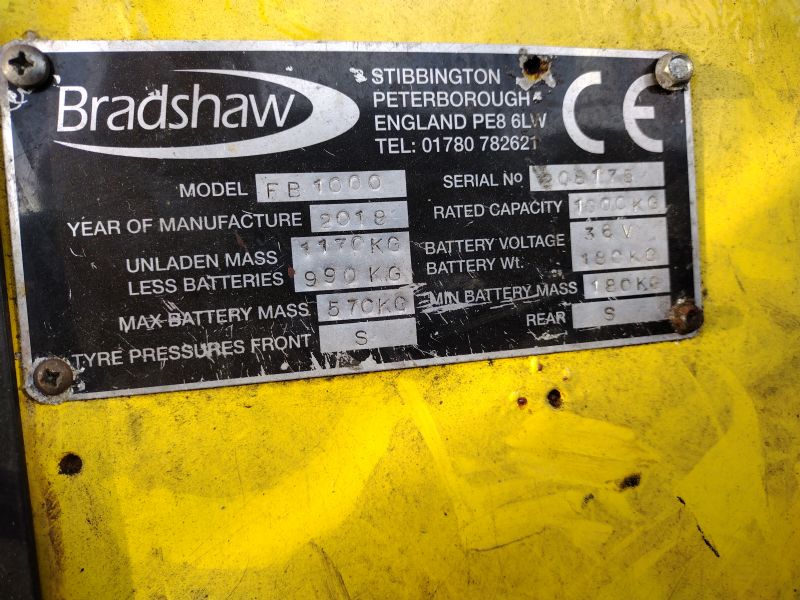 Bradshaw
STIBBINGTON
PETERBOROUGH
ENGLAND PE8 6LW
TEL: 01780 782621
CE
MODEL FB1000
SERIAL No
YEAR OF MANUFACTURE 2018
RATED CAPACITY 1000KG
UNLADEN MASS 1170KG
LESS BATTERIES 990KG
BATTERY VOLTAGE 36V
BATTERY Wt. 180KG
MAX BATTERY MASS 570KG
MIN BATTERY MASS 180KG
TYRE PRESSURES FRONT S
REAR S